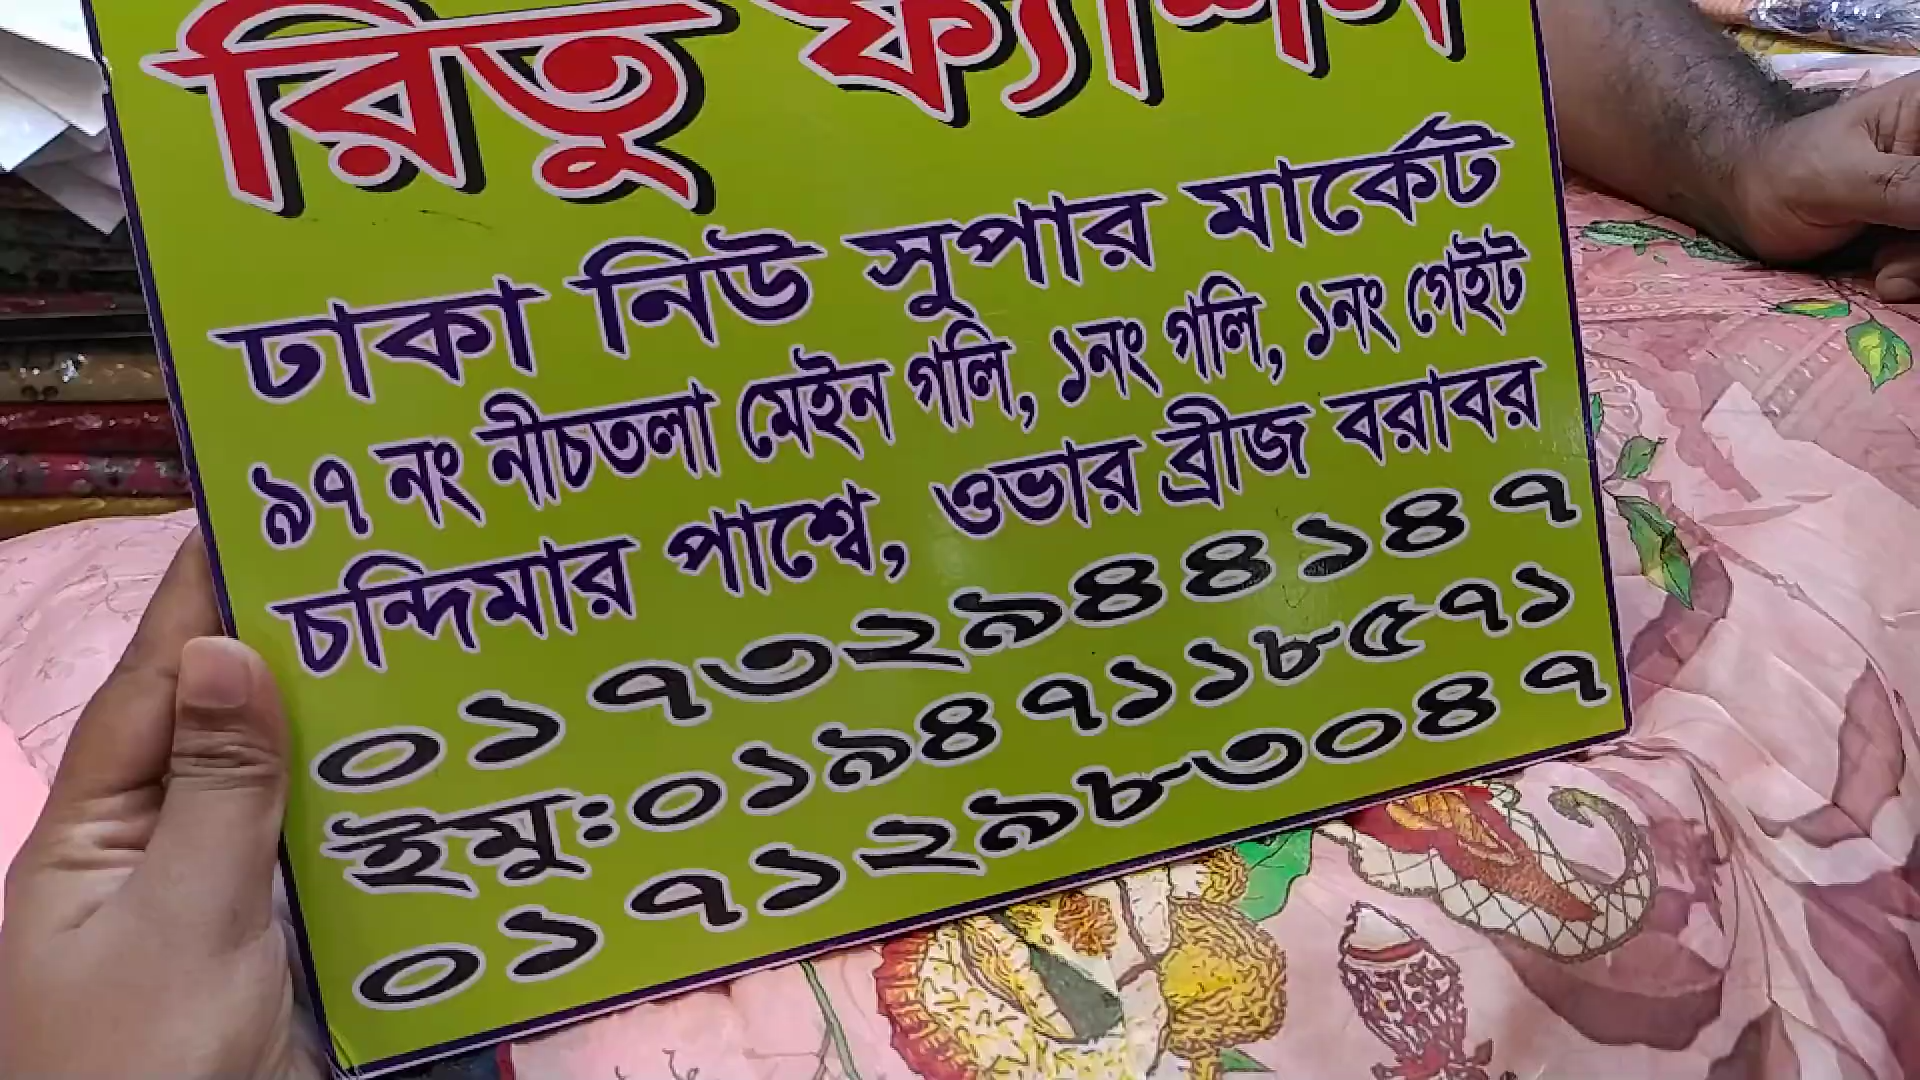 রিতু ফ্যাশন
ঢাকা নিউ সুপার মার্কেট
৯৭ নং নীচতলা মেইন গলি, ১নং গলি, ১নং গেইট
চন্দিমার পাশ্বে, ওভার ব্রীজ বরাবর
০১৭৩২৯৪৪১৪৭
ইমু:০১৯৪৭১১৮৫৭১
০১৭১২৯৮৩০৪৭